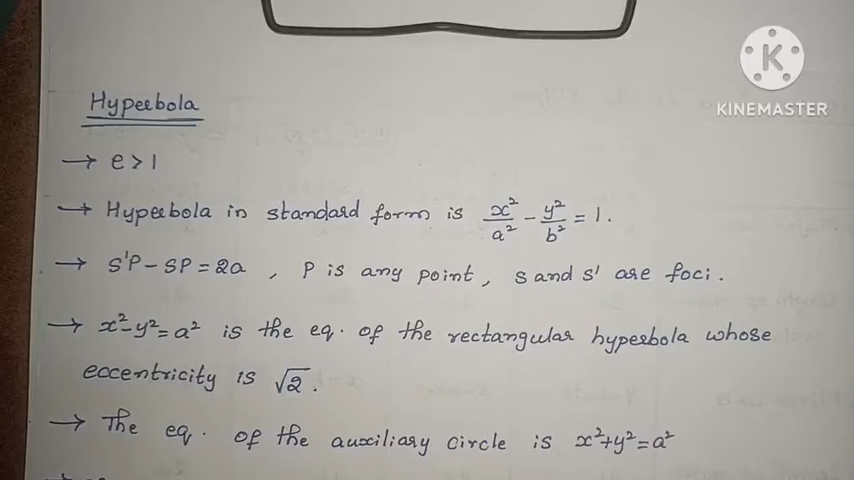 KINEMASTER
Hyperbola
→ e > 1
→ Hyperbola in standard form is x²/a² - y²/b² = 1.
→ S'P - SP = 2a , P is any point, S and S' are foci.
→ x² - y² = a² is the eq. of the rectangular hyperbola whose
eccentricity is √2.
→ The eq. of the auxiliary circle is x² + y² = a²